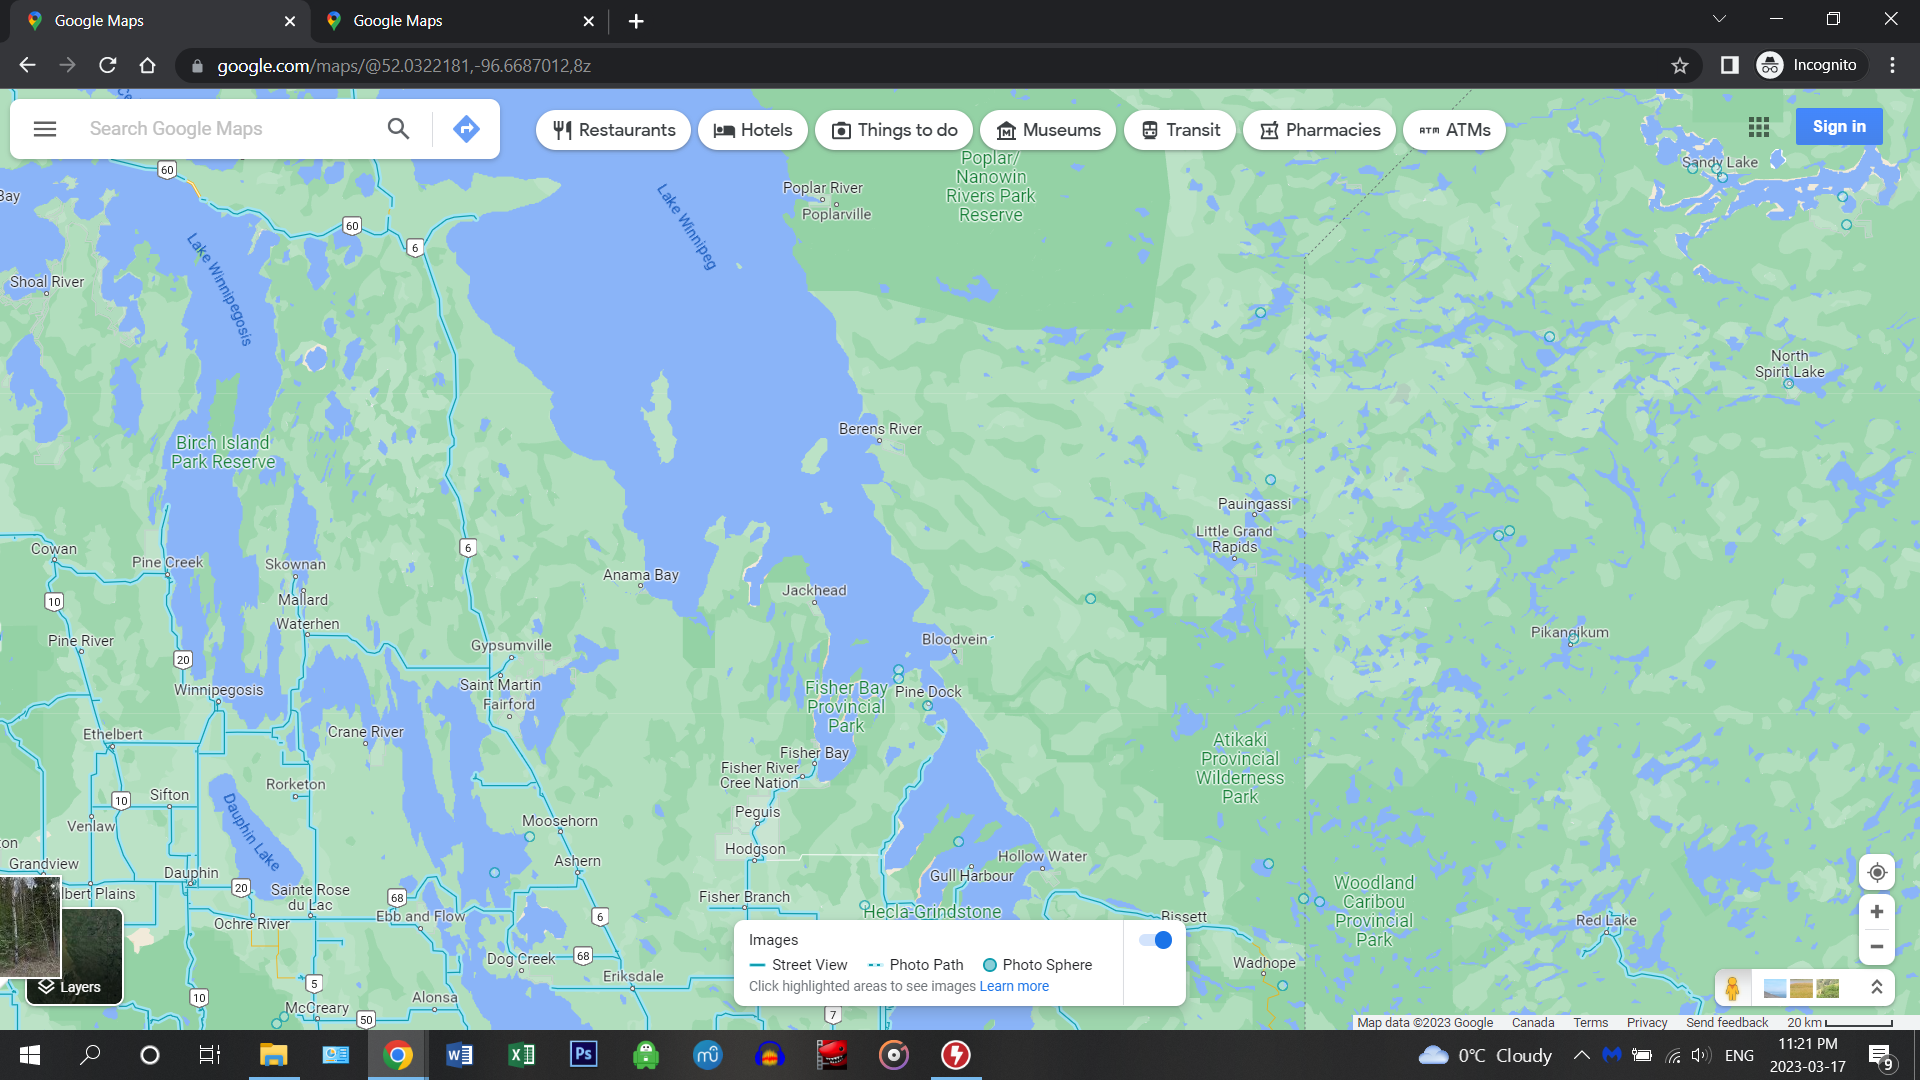 Google Maps
Google Maps
google.com/maps/@52.0322181,-96.6687012,8z
Incognito
Search Google Maps
Restaurants
Hotels
Things to do
Museums
Transit
Pharmacies
ATMs
Sign in
60
Bay
Lake Winnipeg
Poplar River
Poplarville
Poplar/
Nanowin
Rivers Park
Reserve
Sandy Lake
60
6
Lake Winnipegosis
Shoal River
North
Spirit Lake
Berens River
Birch Island
Park Reserve
Pauingassi
Little Grand
Rapids
6
Cowan
Pine Creek
Skownan
Anama Bay
Jackhead
10
Mallard
Waterhen
Pine River
Gypsumville
Bloodvein
Pikangikum
20
Winnipegosis
Saint Martin
Fairford
Fisher Bay
Provincial
Park
Pine Dock
Ethelbert
Crane River
Atikaki
Provincial
Wilderness
Park
Fisher Bay
Fisher River
Cree Nation
Rorketon
Sifton
10
Dauphin Lake
Peguis
Venlaw
Moosehorn
ton
Grandview
Hodgson
Hollow Water
Ashern
Dauphin
Gull Harbour
lbert Plains
20
Sainte Rose
du Lac
68
Fisher Branch
Woodland
Caribou
Provincial
Park
Ochre River
Ebb and Flow
6
Hecla-Grindstone
Bissett
Red Lake
Images
Street View
Photo Path
Photo Sphere
Click highlighted areas to see images Learn more
Dog Creek
68
Wadhope
Layers
5
Eriksdale
10
McCreary
50
Alonsa
7
Map data ©2023 Google
Canada
Terms
Privacy
Send feedback
20 km
0°C Cloudy
ENG
11:21 PM
2023-03-17
9